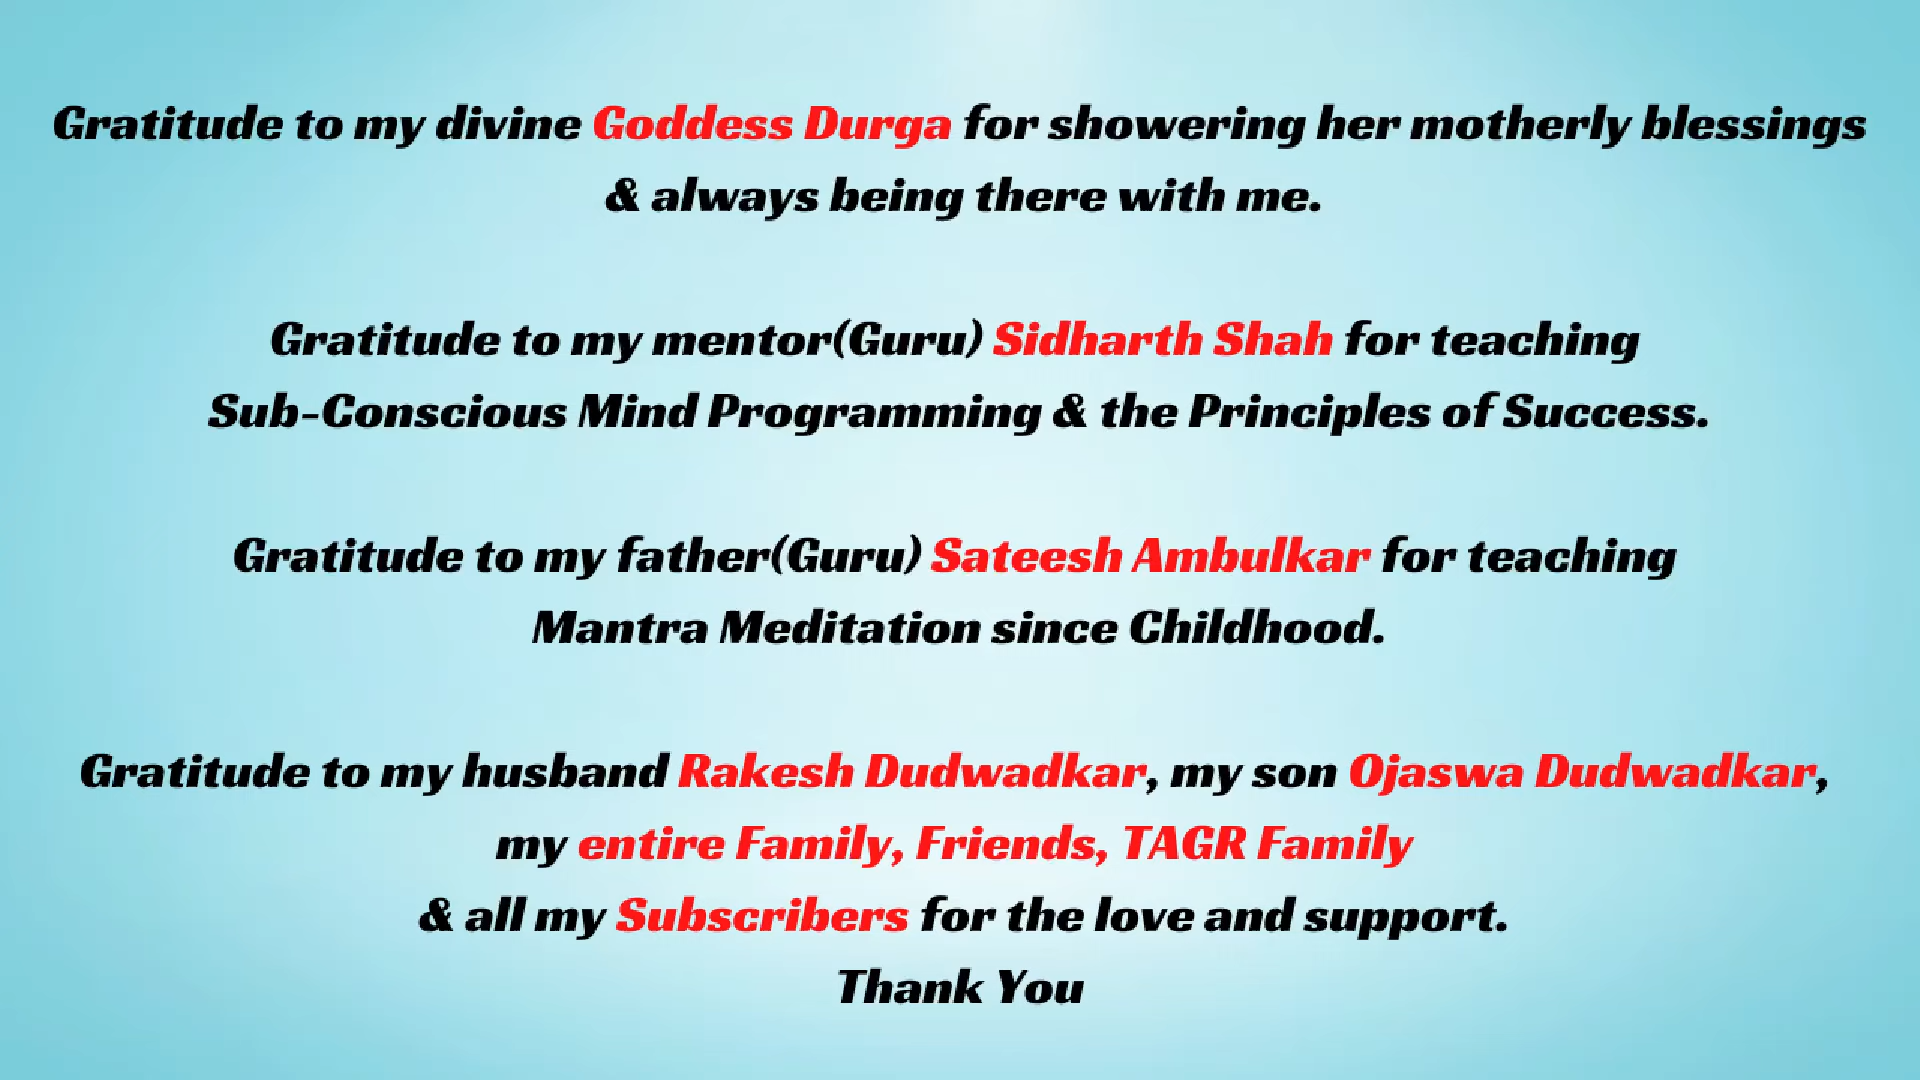 Gratitude to my divine Goddess Durga for showering her motherly blessings
& always being there with me.
Gratitude to my mentor(Guru) Sidharth Shah for teaching
Sub-Conscious Mind Programming & the Principles of Success.
Gratitude to my father(Guru) Sateesh Ambulkar for teaching
Mantra Meditation since Childhood.
Gratitude to my husband Rakesh Dudwadkar, my son Ojaswa Dudwadkar,
my entire Family, Friends, TAGR Family
& all my Subscribers for the love and support.
Thank You